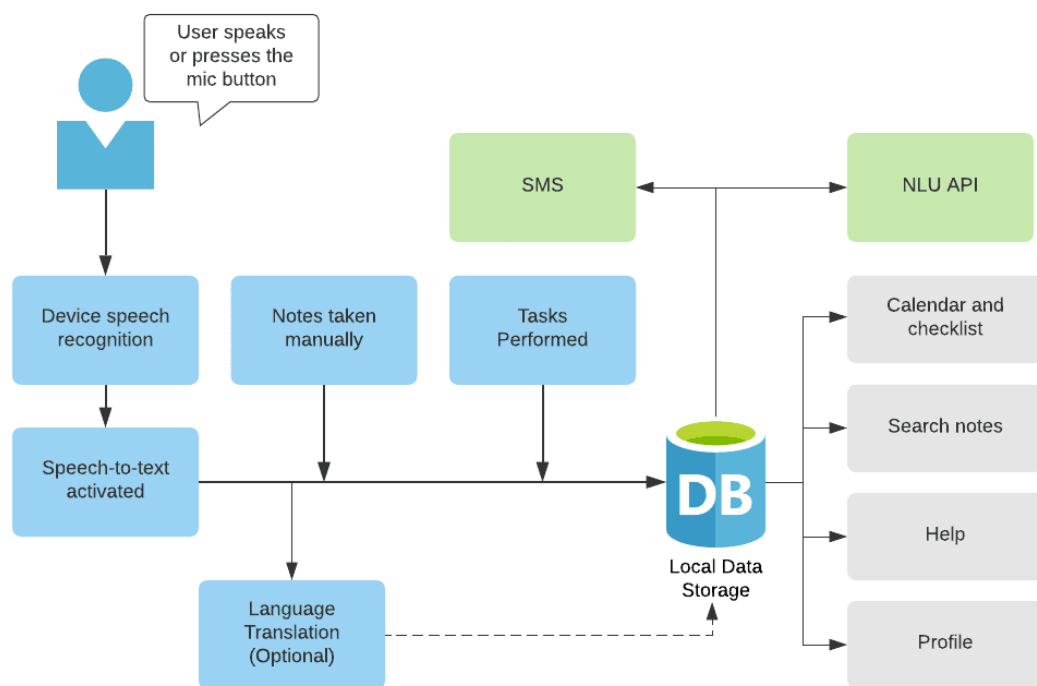 User speaks
or presses the
mic button
SMS
NLU API
Device speech
recognition
Notes taken
manually
Tasks
Performed
Calendar and
checklist
Search notes
Speech-to-text
activated
DB
Help
Local Data
Storage
Language
Translation
(Optional)
Profile